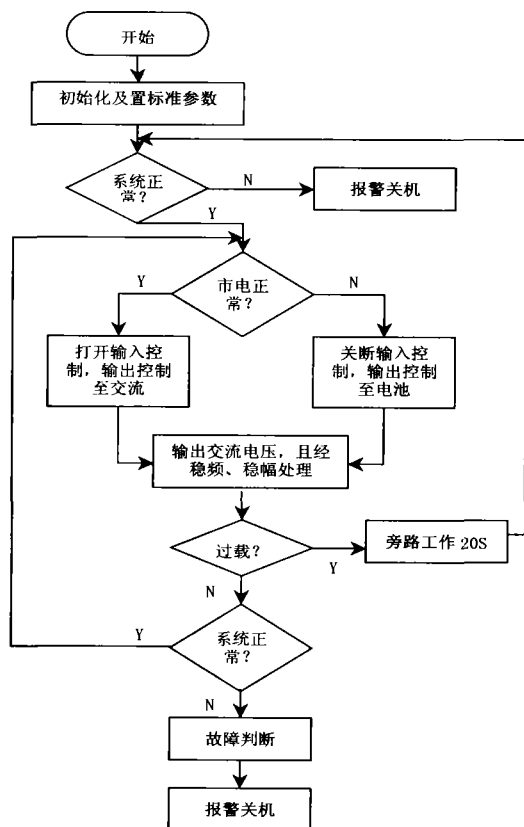 开始
初始化及置标准参数
系统正
常?
N
报警关机
Y
市电正
常?
Y
N
打开输入控
制，输出控制
至交流
关断输入控
制，输出控制
至电池
输出交流电压，且经
稳频、稳幅处理
过载?
Y
旁路工作 20S
N
系统正
常?
Y
N
故障判断
报警关机